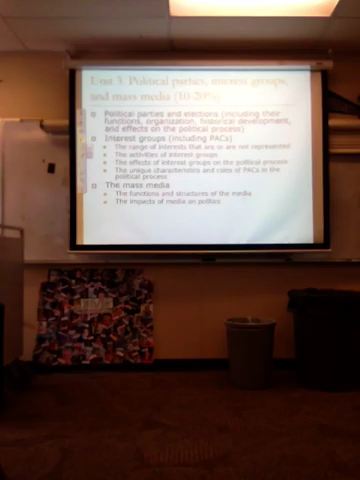 Unit 3. Political parties, interest groups,
and mass media (10-20%)
Political parties and elections (including their
functions, organization, historical development,
and effects on the political process)
Interest groups (including PACs)
The range of interests that are or are not represented
The activities of interest groups
The effects of interest groups on the political process
The unique characteristics and roles of PACs in the
political process
The mass media
The functions and structures of the media
The impacts of media on politics